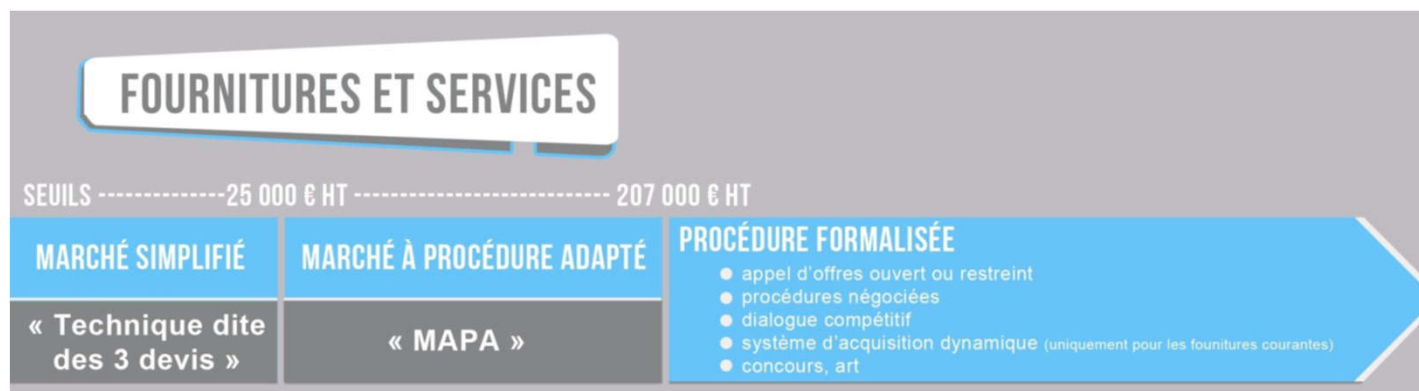 FOURNITURES ET SERVICES
SEUILS --------------25 000 € HT ---------------------------- 207 000 € HT
MARCHÉ SIMPLIFIÉ
« Technique dite
des 3 devis »
MARCHÉ À PROCÉDURE ADAPTÉ
« MAPA »
PROCÉDURE FORMALISÉE
● appel d'offres ouvert ou restreint
● procédures négociées
● dialogue compétitif
● système d'acquisition dynamique (uniquement pour les founitures courantes)
● concours, art